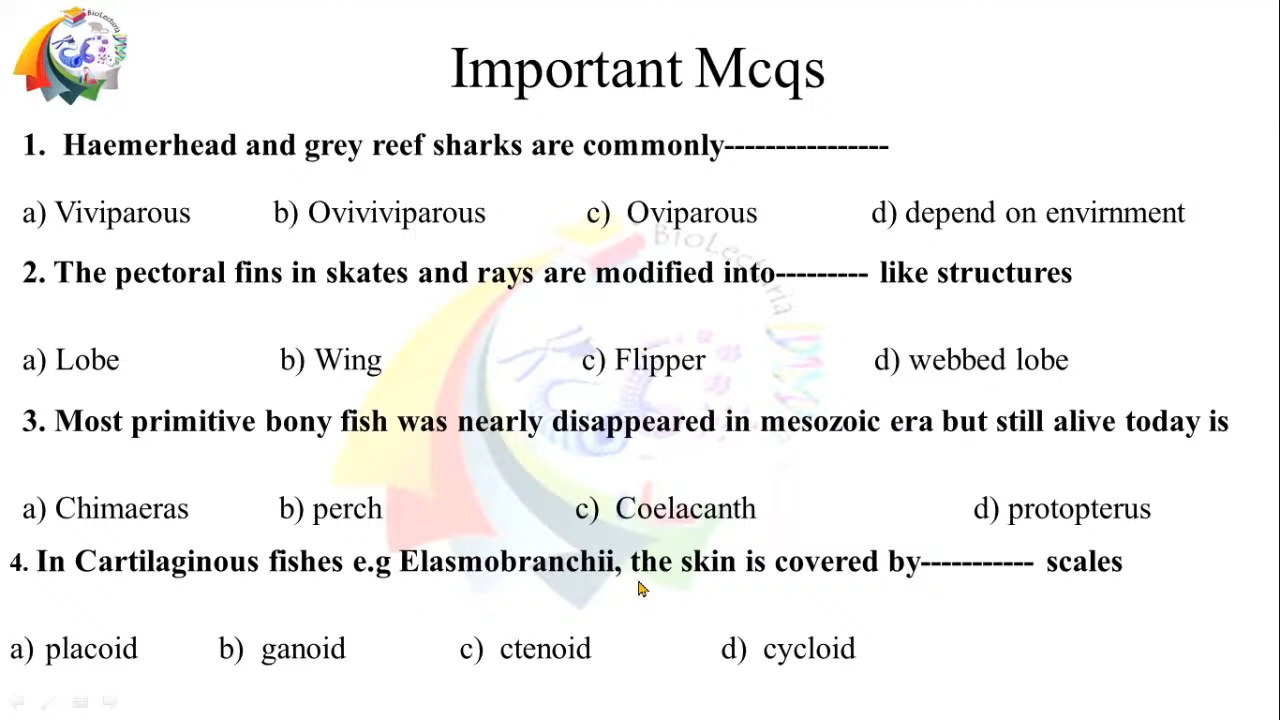 BioLectaria
Important Mcqs
1. Haemerhead and grey reef sharks are commonly----------------
a) Viviparous b) Oviviviparous c) Oviparous d) depend on envirnment
BioLectaria
2. The pectoral fins in skates and rays are modified into--------- like structures
a) Lobe b) Wing c) Flipper d) webbed lobe
3. Most primitive bony fish was nearly disappeared in mesozoic era but still alive today is
a) Chimaeras b) perch c) Coelacanth d) protopterus
4. In Cartilaginous fishes e.g Elasmobranchii, the skin is covered by----------- scales
a) placoid b) ganoid c) ctenoid d) cycloid